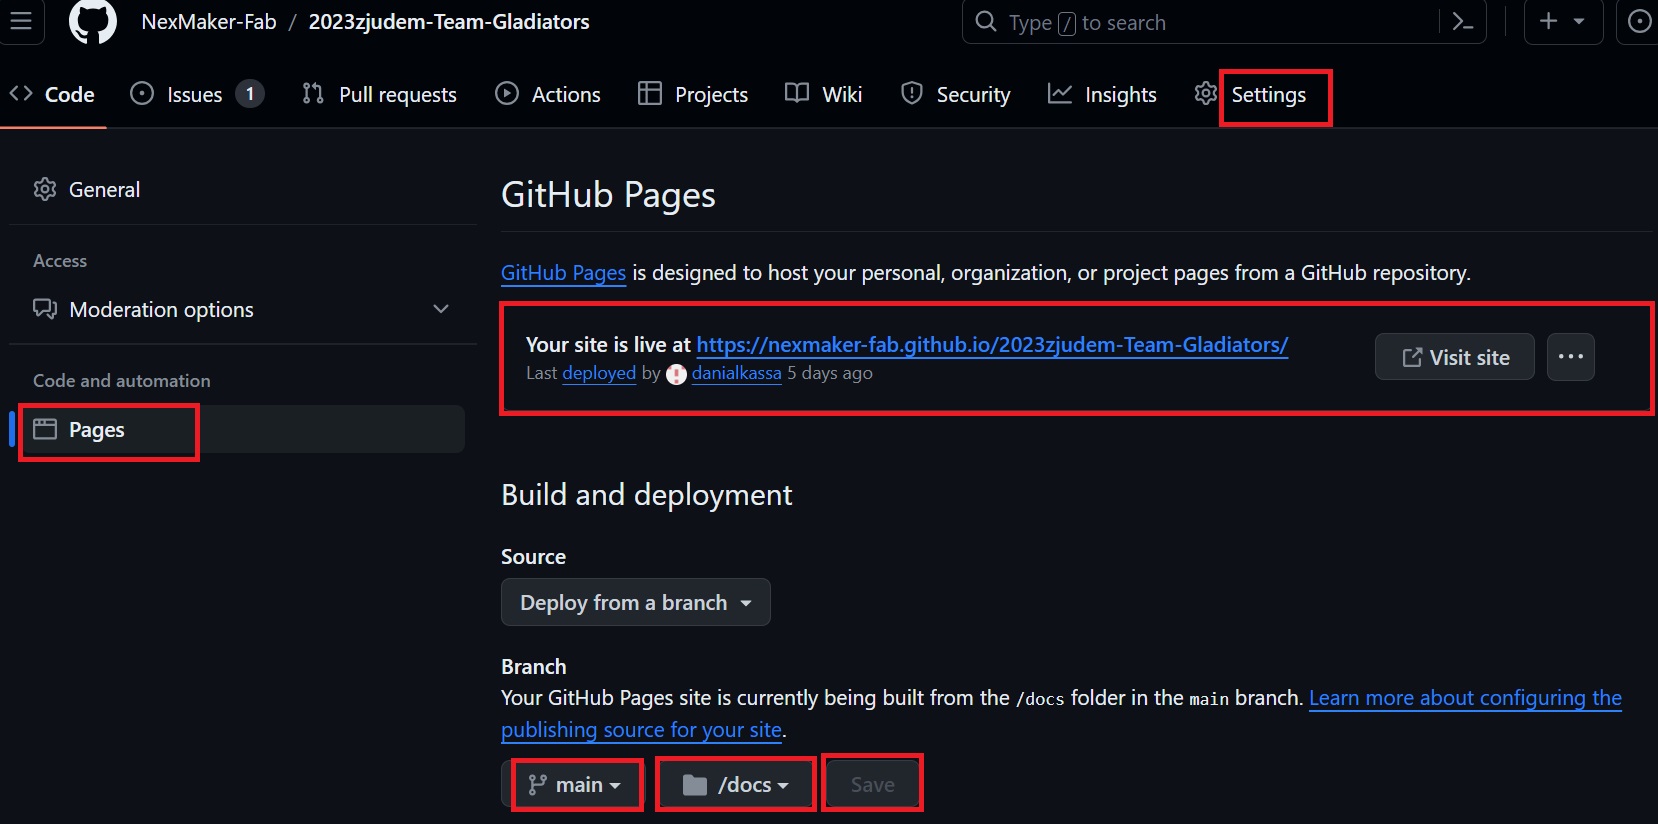 NexMaker-Fab / 2023zjudem-Team-Gladiators
Type / to search
Code Issues 1 Pull requests Actions Projects Wiki Security Insights Settings
General
Access
Moderation options
Code and automation
Pages
GitHub Pages
GitHub Pages is designed to host your personal, organization, or project pages from a GitHub repository.
Your site is live at https://nexmaker-fab.github.io/2023zjudem-Team-Gladiators/
Last deployed by danialkassa 5 days ago
Visit site
Build and deployment
Source
Deploy from a branch
Branch
Your GitHub Pages site is currently being built from the /docs folder in the main branch. Learn more about configuring the
publishing source for your site.
main /docs Save